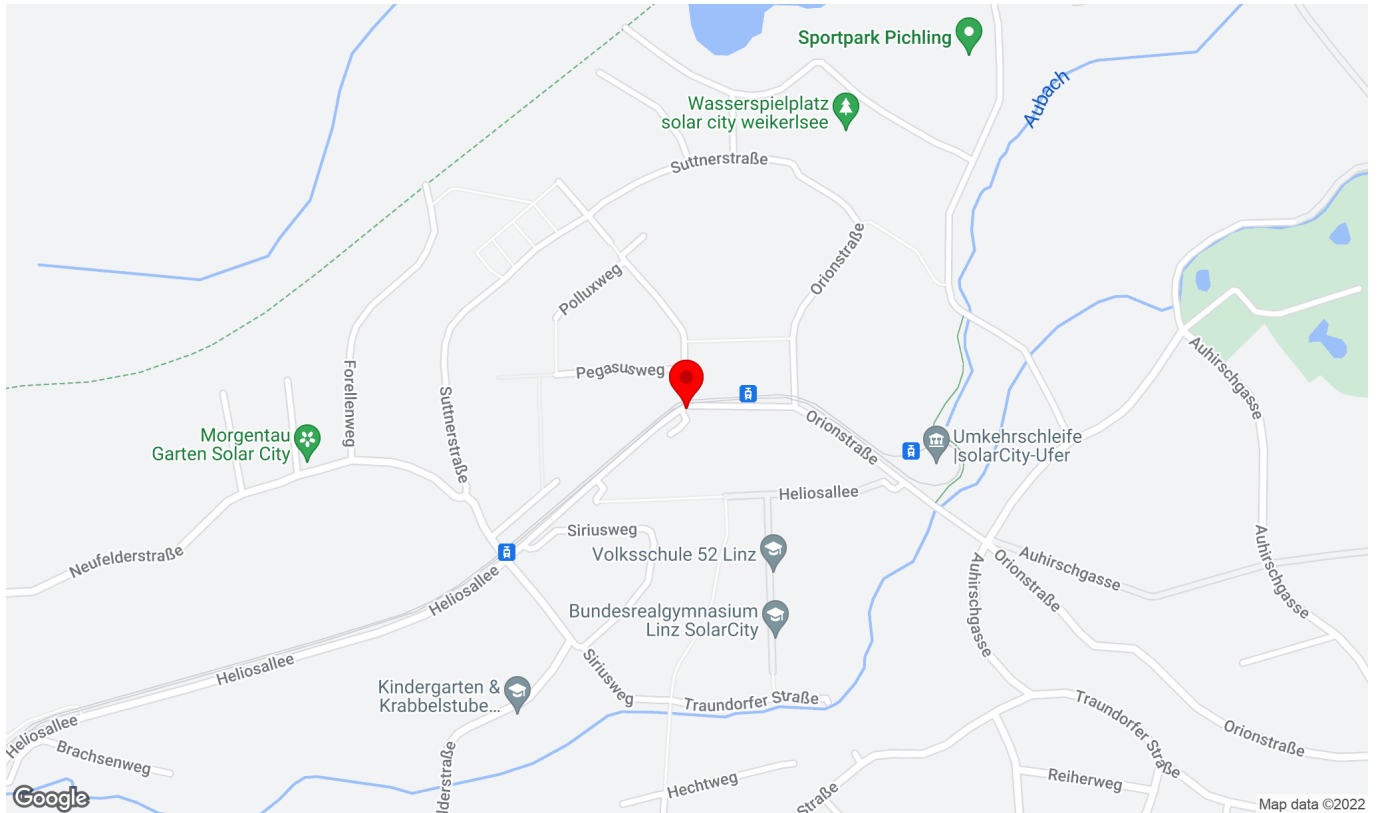 Sportpark Pichling
Aubach
Wasserspielplatz
solar city weikerlsee
Suttnerstraße
Orionstraße
Polluxweg
Pegasusweg
Forellenweg
Suttnerstraße
Auhirschgasse
Morgentau
Garten Solar City
Orionstraße
Umkehrschleife
|solarCity-Ufer
Heliosallee
Siriusweg
Neufelderstraße
Volksschule 52 Linz
Heliosallee
Auhirschgasse
Auhirschgasse
Orionstraße
Auhirschgasse
Bundesrealgymnasium
Linz SolarCity
Heliosallee
Siriusweg
Kindergarten &
Krabbelstube...
Traundorfer Straße
Traundorfer Straße
Heliosallee
Orionstraße
Brachsenweg
lderstraße
Hechtweg
Reiherweg
Straße
Google
Map data ©2022